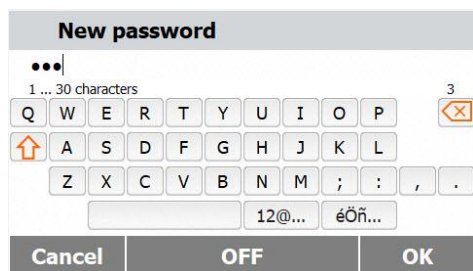 New password
•••
1 ... 30 characters 3
Q W E R T Y U I O P
A S D F G H J K L
Z X C V B N M ; : , .
12@... éÖñ...
Cancel OFF OK